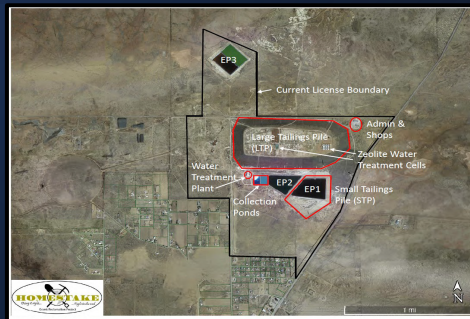 EP3
Current License Boundary
Admin &
Shops
Large Tailings Pile
(LTP)
Zeolite Water
Treatment Cells
Water
Treatment
Plant
EP2
EP1
Small Tailings
Pile (STP)
Collection
Ponds
HOMESTAKE
N
1 mi